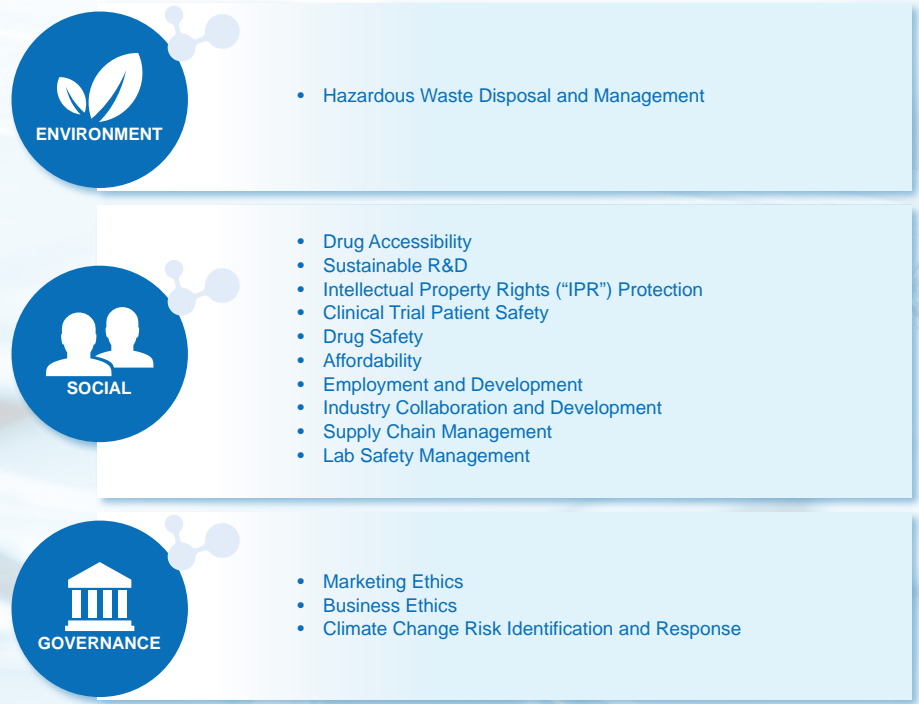 ENVIRONMENT
• Hazardous Waste Disposal and Management
SOCIAL
• Drug Accessibility
• Sustainable R&D
• Intellectual Property Rights (“IPR”) Protection
• Clinical Trial Patient Safety
• Drug Safety
• Affordability
• Employment and Development
• Industry Collaboration and Development
• Supply Chain Management
• Lab Safety Management
GOVERNANCE
• Marketing Ethics
• Business Ethics
• Climate Change Risk Identification and Response